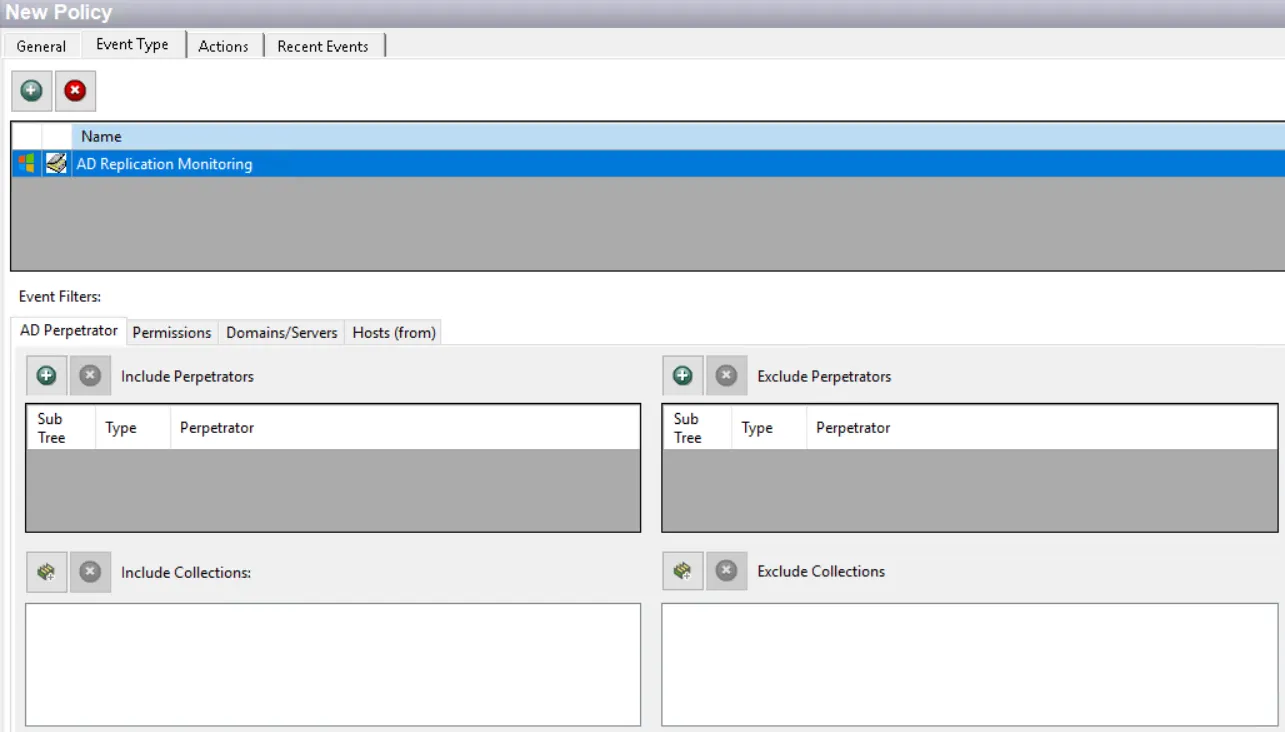 New Policy
General Event Type Actions Recent Events
Name
AD Replication Monitoring
Event Filters:
AD Perpetrator Permissions Domains/Servers Hosts (from)
Include Perpetrators Exclude Perpetrators
Sub Tree Type Perpetrator Sub Tree Type Perpetrator
Include Collections: Exclude Collections